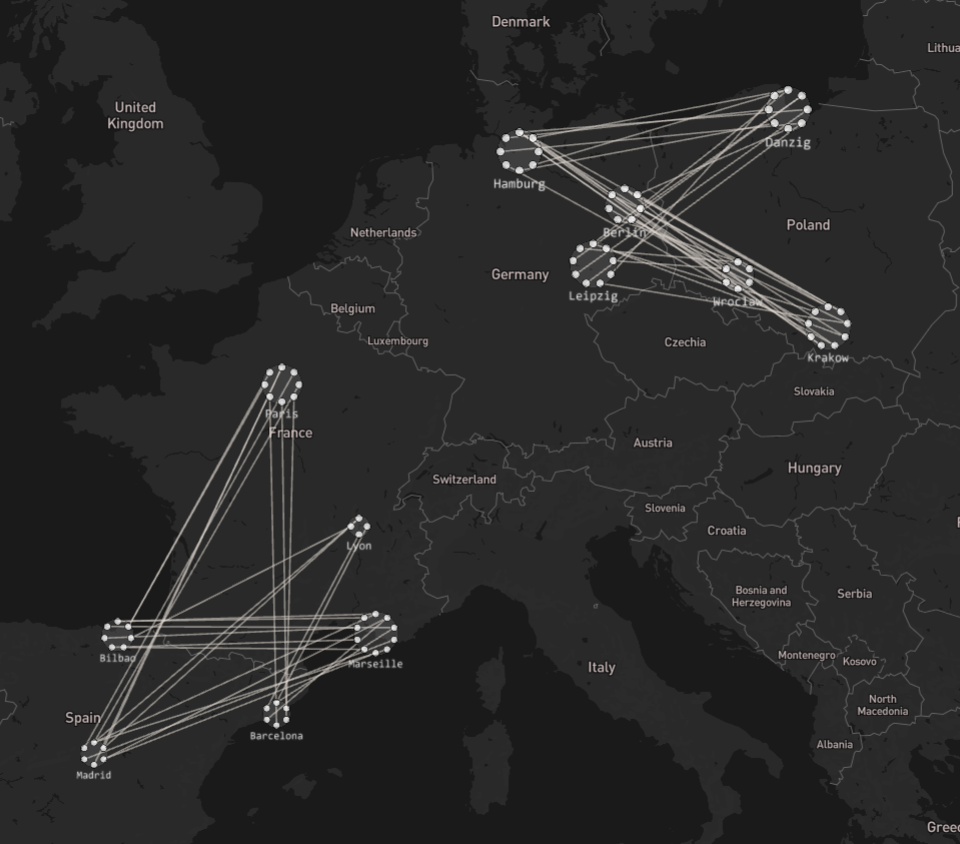 Denmark
Lithua
United
Kingdom
Danzig
Hamburg
Poland
Netherlands
Berlin
Germany
Leipzig
Wroclaw
Belgium
Luxembourg
Czechia
Krakow
Slovakia
Paris
France
Austria
Hungary
Switzerland
Slovenia
Croatia
Lyon
Bosnia and
Herzegovina
Serbia
Bilbao
Marseille
Montenegro
Kosovo
Italy
North
Macedonia
Spain
Barcelona
Albania
Madrid
Greec